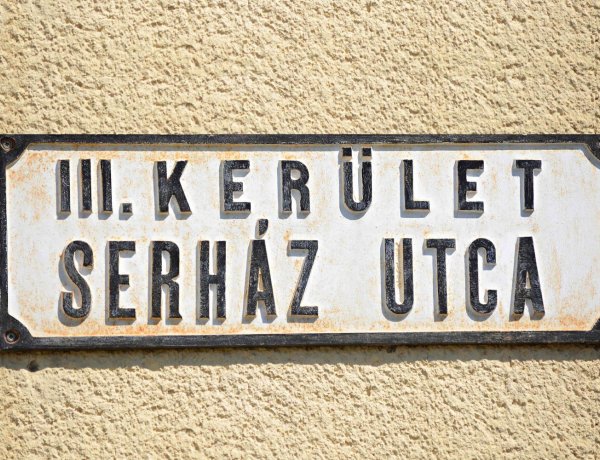 III. KERÜLET
SERHÁZ UTCA